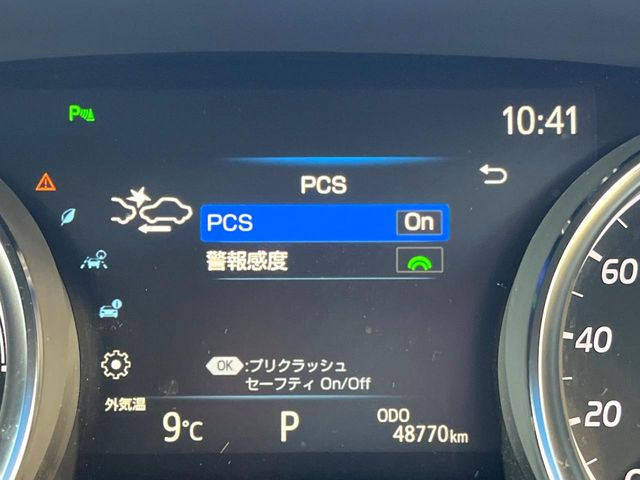 P
10:41
PCS
PCS On
警報感度
OK :プリクラッシュ
セーフティ On/Off
外気温
9℃
P
ODO
48770km
60
40
20
0